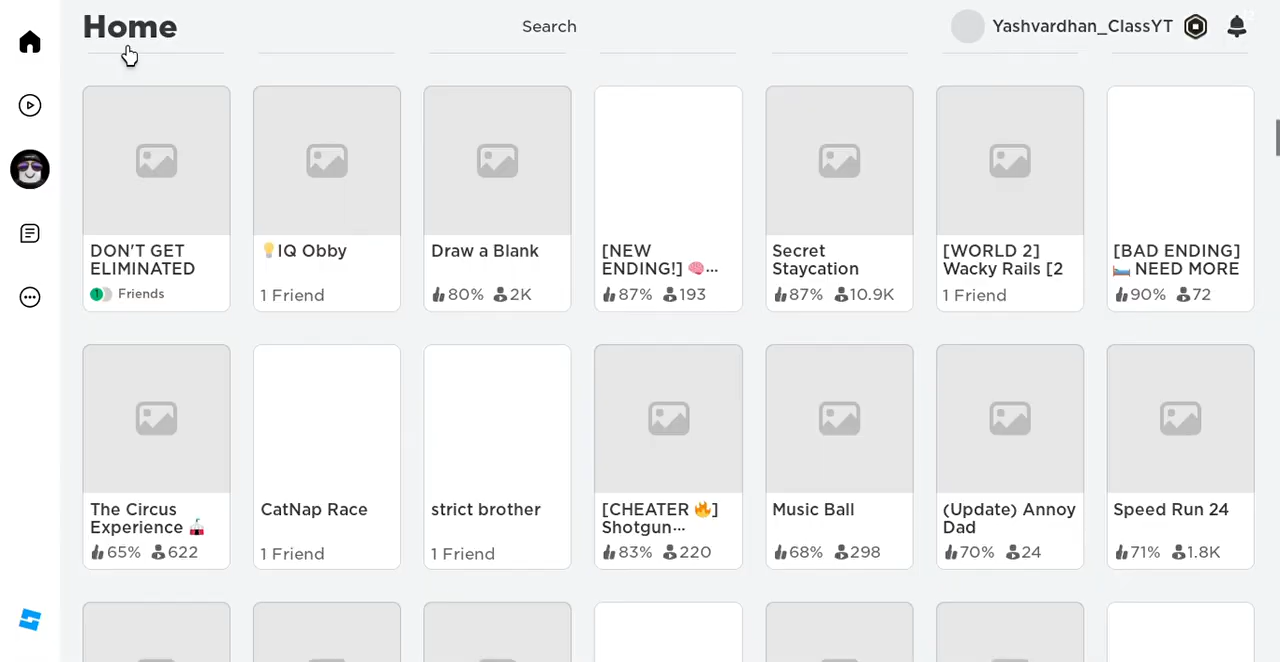 Home
Search
Yashvardhan_ClassYT
DON'T GET
ELIMINATED
1 Friends
💡IQ Obby
1 Friend
Draw a Blank
80% 2K
[NEW
ENDING!] 🧠...
87% 193
Secret
Staycation
87% 10.9K
[WORLD 2]
Wacky Rails [2
1 Friend
[BAD ENDING]
🛏️ NEED MORE
90% 72
The Circus
Experience 🎪
65% 622
CatNap Race
1 Friend
strict brother
1 Friend
[CHEATER 🔥]
Shotgun...
83% 220
Music Ball
68% 298
(Update) Annoy
Dad
70% 24
Speed Run 24
71% 1.8K